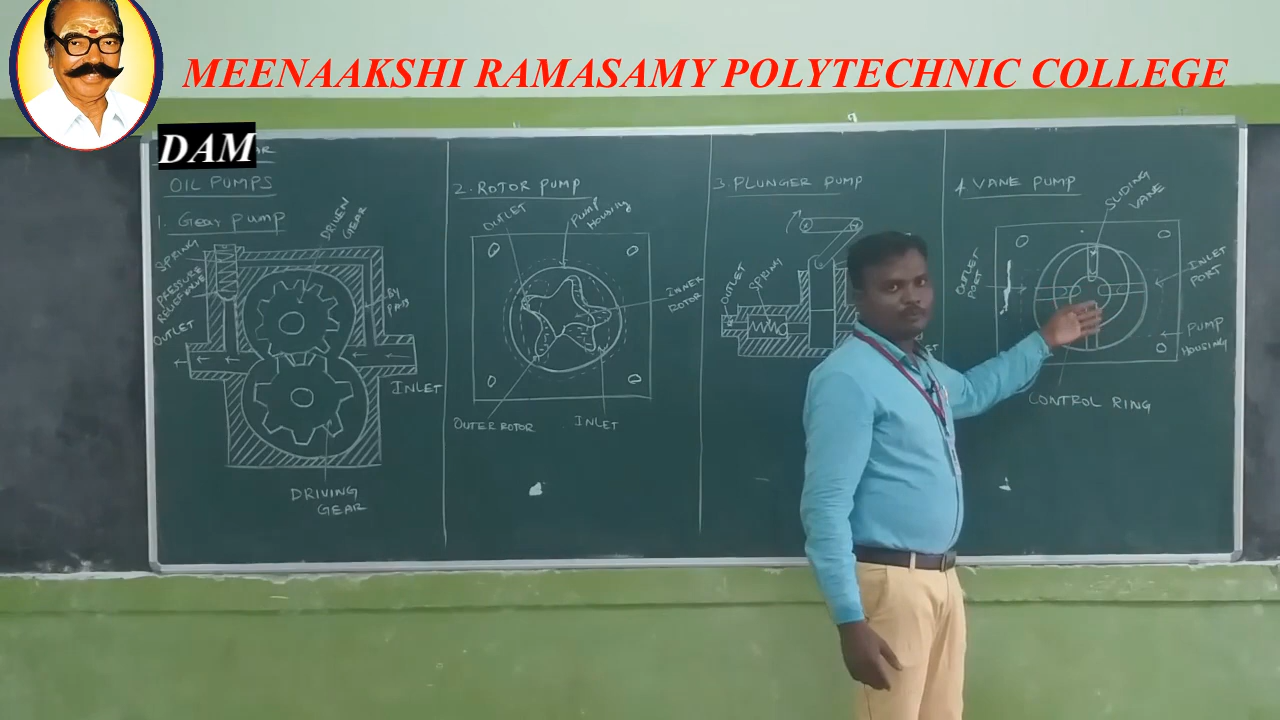 MEENAAKSHI RAMASAMY POLYTECHNIC COLLEGE
DAM
OIL PUMPS
1. Gear pump
SPRING
DRIVEN
GEAR
PRESSURE
BY
PASS
OUTLET
INLET
DRIVING
GEAR
2. ROTOR PUMP
OUTLET
PUMP
HOUSING
INNER
ROTOR
OUTER ROTOR
INLET
3. PLUNGER PUMP
OUTLET
SPRING
4 VANE PUMP
SLIDING
VANE
OUTLET
PORT
INLET
PORT
PUMP
HOUSING
CONTROL RING